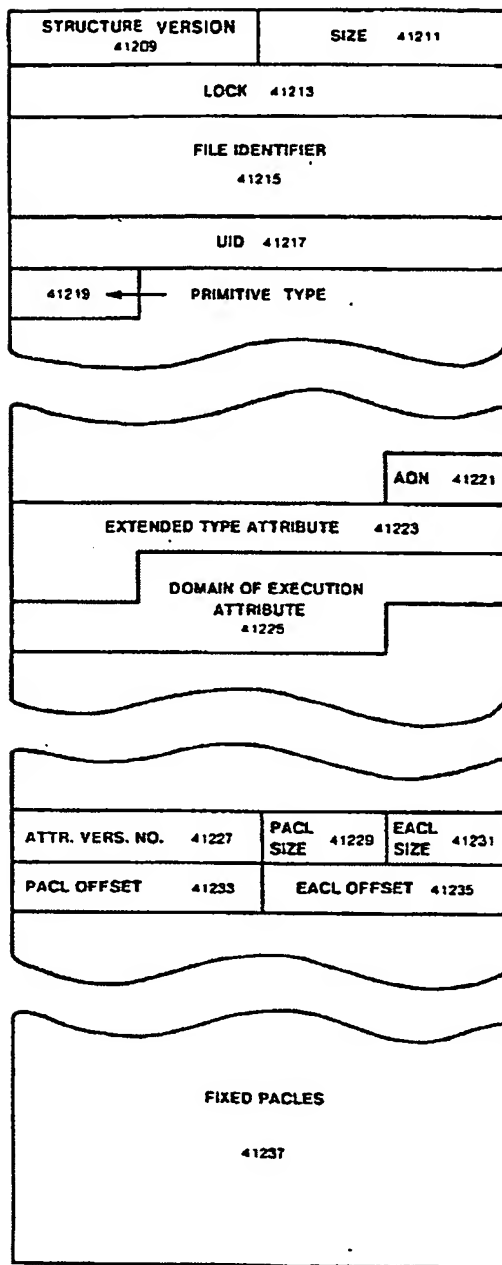 STRUCTURE VERSION
41209
SIZE 41211
LOCK 41213
FILE IDENTIFIER
41215
UID 41217
41219 PRIMITIVE TYPE
AON 41221
EXTENDED TYPE ATTRIBUTE 41223
DOMAIN OF EXECUTION
ATTRIBUTE
41225
ATTR. VERS. NO. 41227
PACL
SIZE 41229
EACL
SIZE 41231
PACL OFFSET 41233
EACL OFFSET 41235
FIXED PACLES
41237